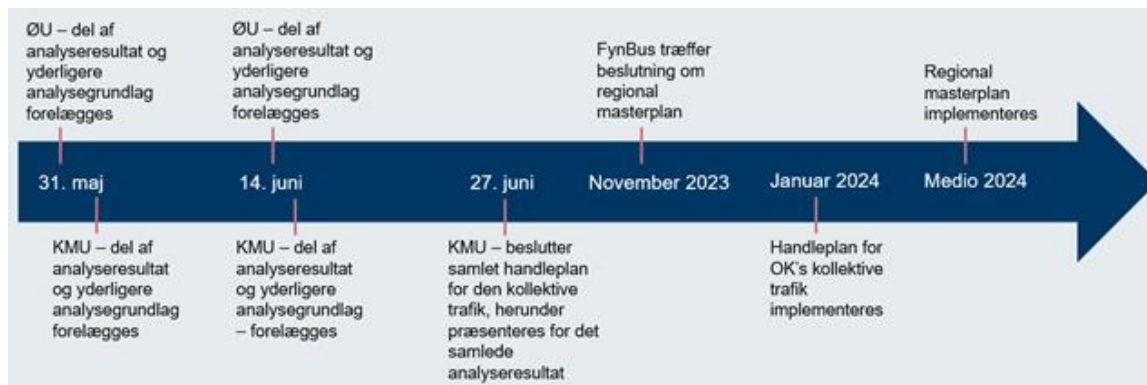 ØU – del af
analyseresultat og
yderligere
analysegrundlag
forelægges
ØU – del af
analyseresultat og
yderligere
analysegrundlag
forelægges
FynBus træffer
beslutning om
regional
masterplan
Regional
masterplan
implementeres
31. maj
14. juni
27. juni
November 2023
Januar 2024
Medio 2024
KMU – del af
analyseresultat
og yderligere
analysegrundlag
forelægges
KMU – del af
analyseresultat
og yderligere
analysegrundlag
– forelægges
KMU – beslutter
samlet handleplan
for den kollektive
trafik, herunder
præsenteres for det
samlede
analyseresultat
Handleplan for
OK's kollektive
trafik
implementeres